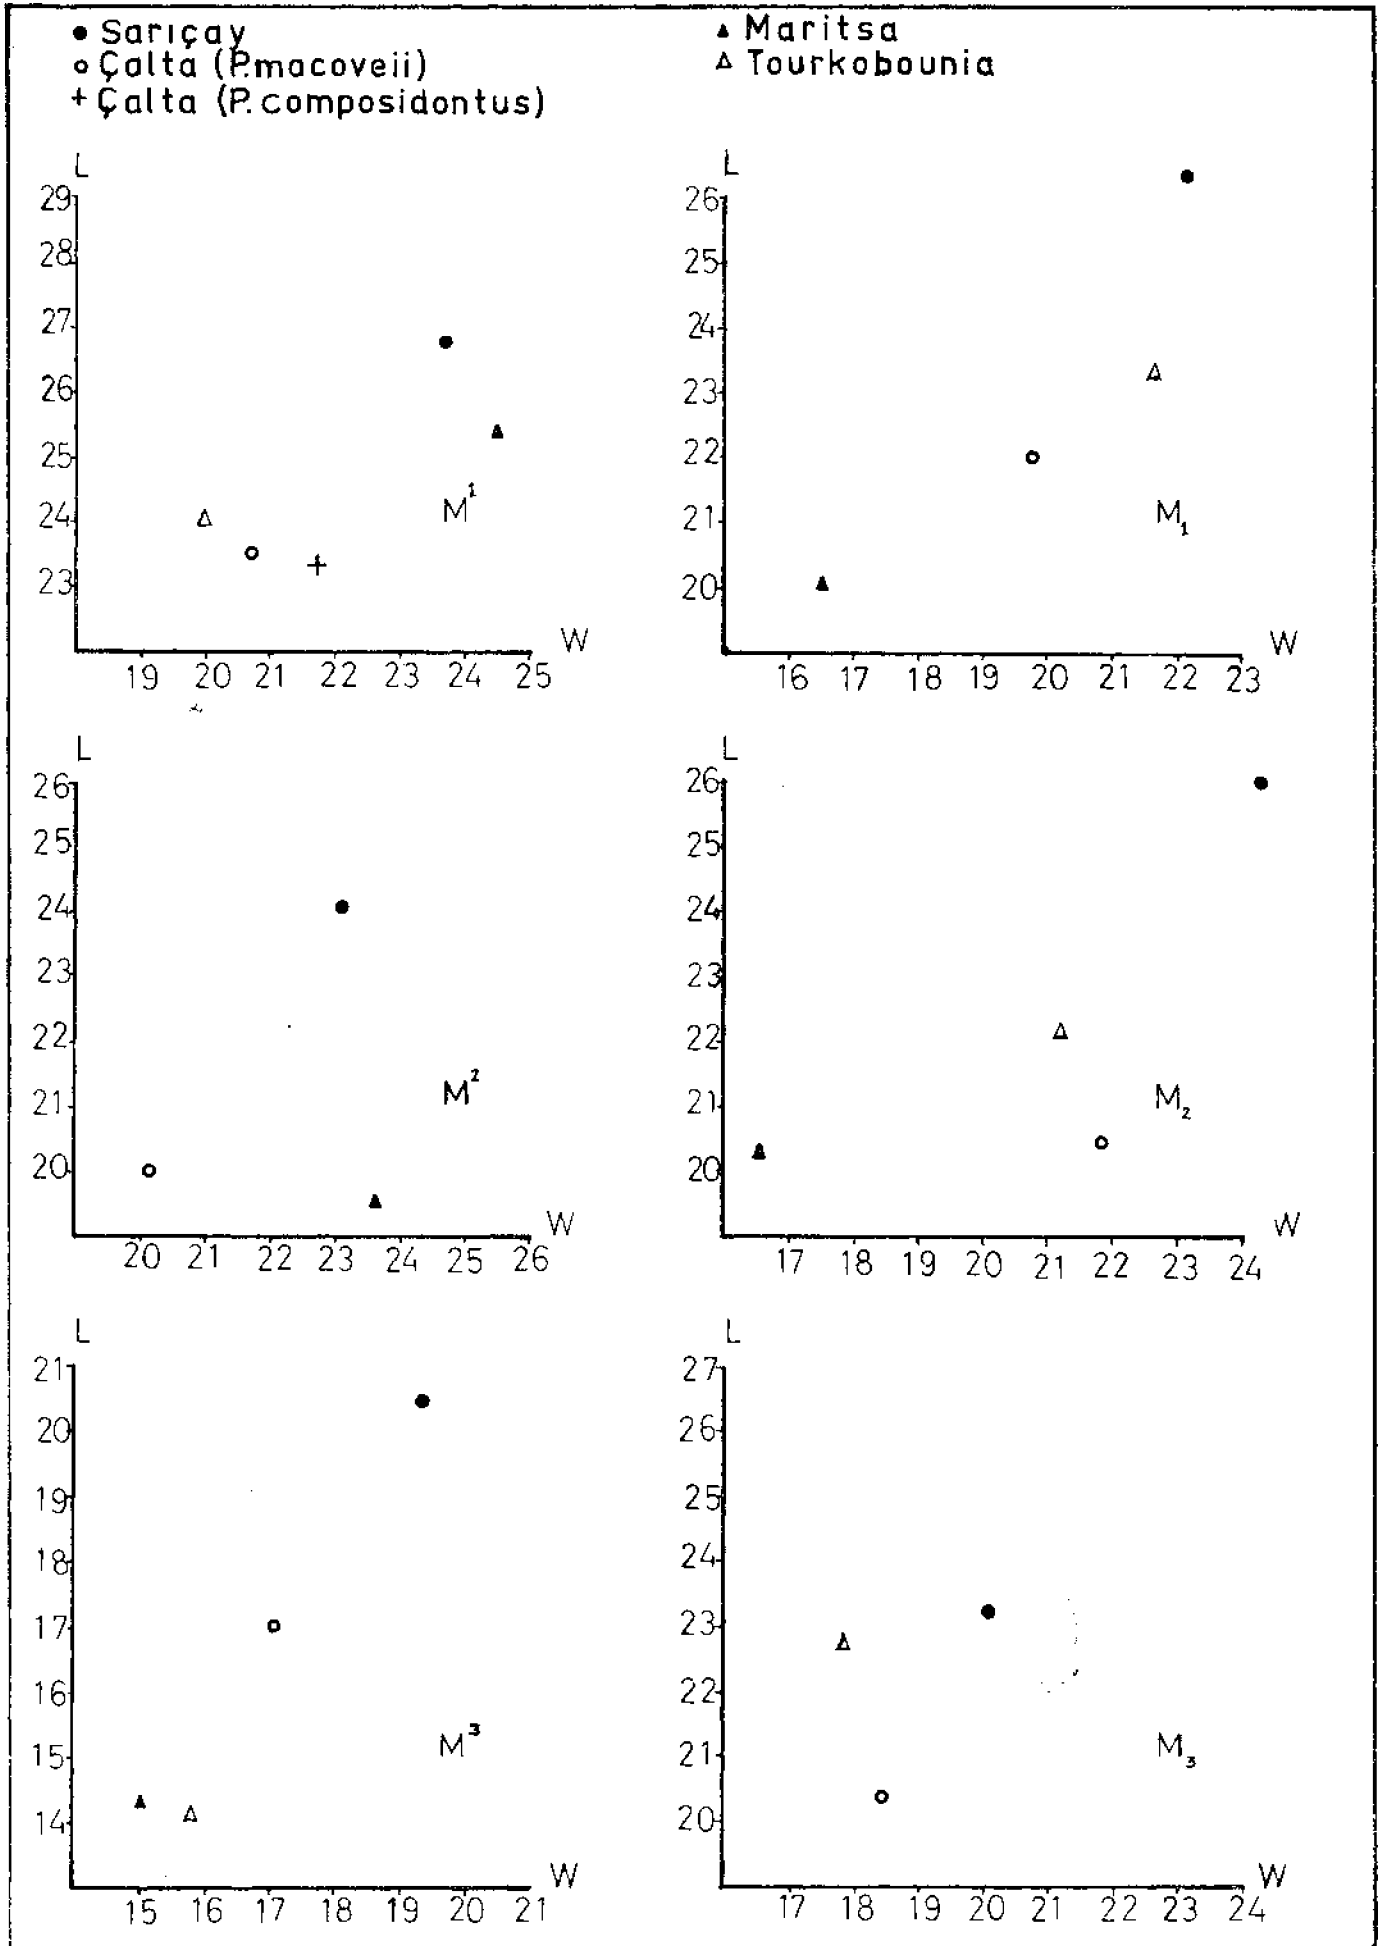 ● Sarıçay
○ Çalta (P.macoveii)
+ Çalta (P.composidontus)
▲ Maritsa
△ Tourkobounia
L
29
28
27
26
25
24
23
M¹
W
19 20 21 22 23 24 25
L
26
25
24
23
22
21
20
M₁
W
16 17 18 19 20 21 22 23
L
26
25
24
23
22
21
20
M²
W
20 21 22 23 24 25 26
L
26
25
24
23
22
21
20
M₂
W
17 18 19 20 21 22 23 24
L
21
20
19
18
17
16
15
14
M³
W
15 16 17 18 19 20 21
L
27
26
25
24
23
22
21
20
M₃
W
17 18 19 20 21 22 23 24